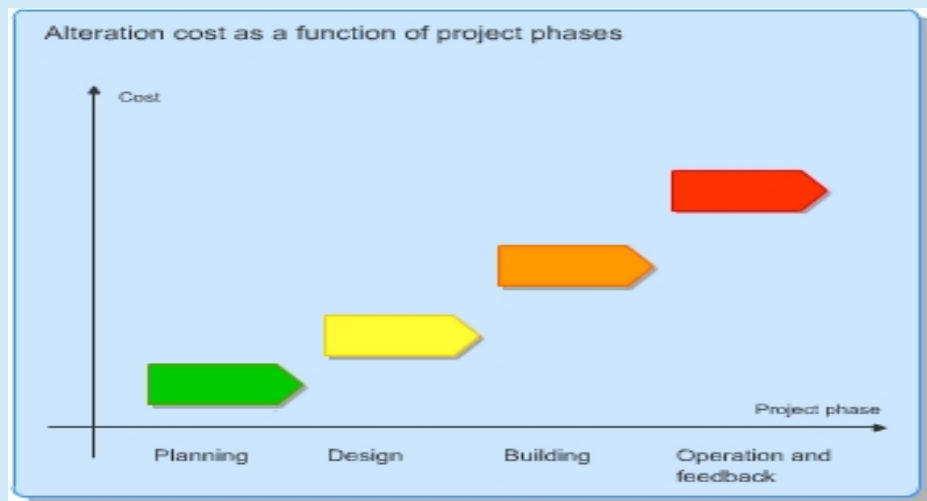 Alteration cost as a function of project phases
Cost
Project phase
Planning
Design
Building
Operation and
feedback